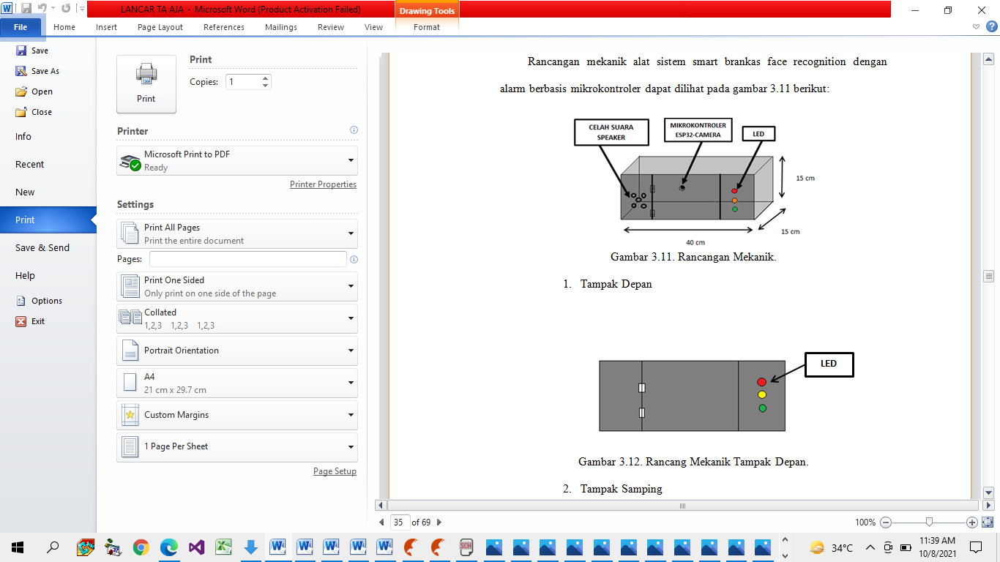 LANCAR TA AJA - Microsoft Word (Product Activation Failed)
Drawing Tools
File Home Insert Page Layout References Mailings Review View Format
Save
Save As
Open
Close
Info
Recent
New
Print
Save & Send
Help
Options
Exit
Print
Print
Copies: 1
Printer
Microsoft Print to PDF
Ready
Printer Properties
Settings
Print All Pages
Print the entire document
Pages:
Print One Sided
Only print on one side of the page
Collated
1,2,3 1,2,3 1,2,3
Portrait Orientation
A4
21 cm x 29.7 cm
Custom Margins
1 Page Per Sheet
Page Setup
Rancangan mekanik alat sistem smart brankas face recognition dengan
alarm berbasis mikrokontroler dapat dilihat pada gambar 3.11 berikut:
CELAH SUARA
SPEAKER
MIKROKONTROLER
ESP32-CAMERA
LED
15 cm
15 cm
40 cm
Gambar 3.11. Rancangan Mekanik.
1. Tampak Depan
LED
Gambar 3.12. Rancang Mekanik Tampak Depan.
2. Tampak Samping
35 of 69
100%
SCH
34°C
11:39 AM
10/8/2021